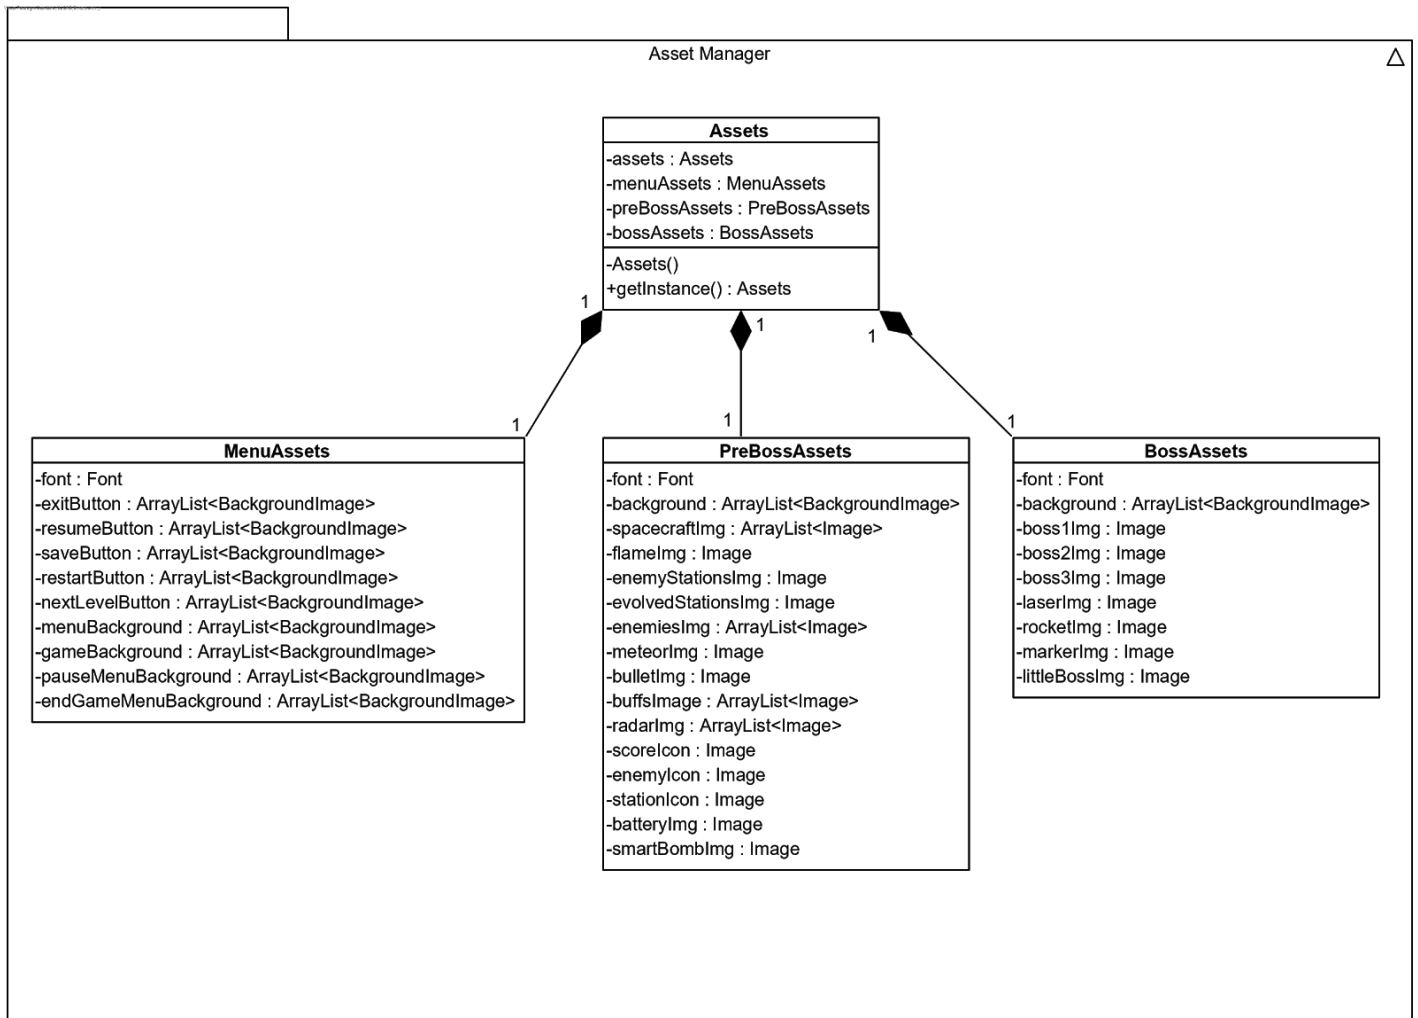 Asset Manager
Assets
-assets : Assets
-menuAssets : MenuAssets
-preBossAssets : PreBossAssets
-bossAssets : BossAssets
-Assets()
+getInstance() : Assets
1
1
1
1
1
1
MenuAssets
-font : Font
-exitButton : ArrayList<BackgroundImage>
-resumeButton : ArrayList<BackgroundImage>
-saveButton : ArrayList<BackgroundImage>
-restartButton : ArrayList<BackgroundImage>
-nextLevelButton : ArrayList<BackgroundImage>
-menuBackground : ArrayList<BackgroundImage>
-gameBackground : ArrayList<BackgroundImage>
-pauseMenuBackground : ArrayList<BackgroundImage>
-endGameMenuBackground : ArrayList<BackgroundImage>
PreBossAssets
-font : Font
-background : ArrayList<BackgroundImage>
-spacecraftImg : ArrayList<Image>
-flameImg : Image
-enemyStationsImg : Image
-evolvedStationsImg : Image
-enemiesImg : ArrayList<Image>
-meteorImg : Image
-bulletImg : Image
-buffsImage : ArrayList<Image>
-radarImg : ArrayList<Image>
-scoreIcon : Image
-enemyIcon : Image
-stationIcon : Image
-batteryImg : Image
-smartBombImg : Image
BossAssets
-font : Font
-background : ArrayList<BackgroundImage>
-boss1Img : Image
-boss2Img : Image
-boss3Img : Image
-laserImg : Image
-rocketImg : Image
-markerImg : Image
-littleBossImg : Image